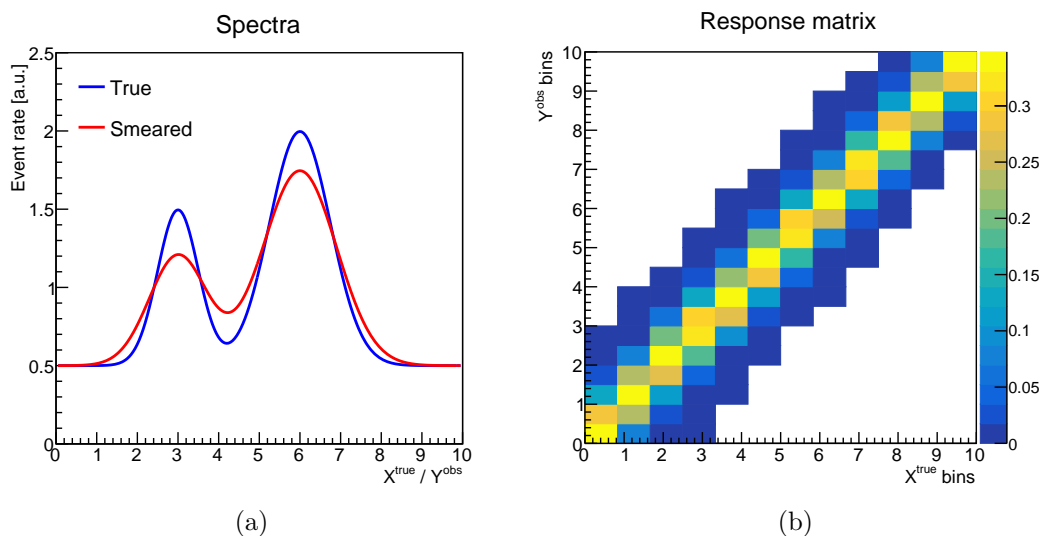 Spectra
Event rate [a.u.]
2.5
2
1.5
1
0.5
0
True
Smeared
0 1 2 3 4 5 6 7 8 9 10
X^true / Y^obs
(a)
Response matrix
Y^obs bins
10
9
8
7
6
5
4
3
2
1
0
0 1 2 3 4 5 6 7 8 9 10
X^true bins
0.3
0.25
0.2
0.15
0.1
0.05
0
(b)